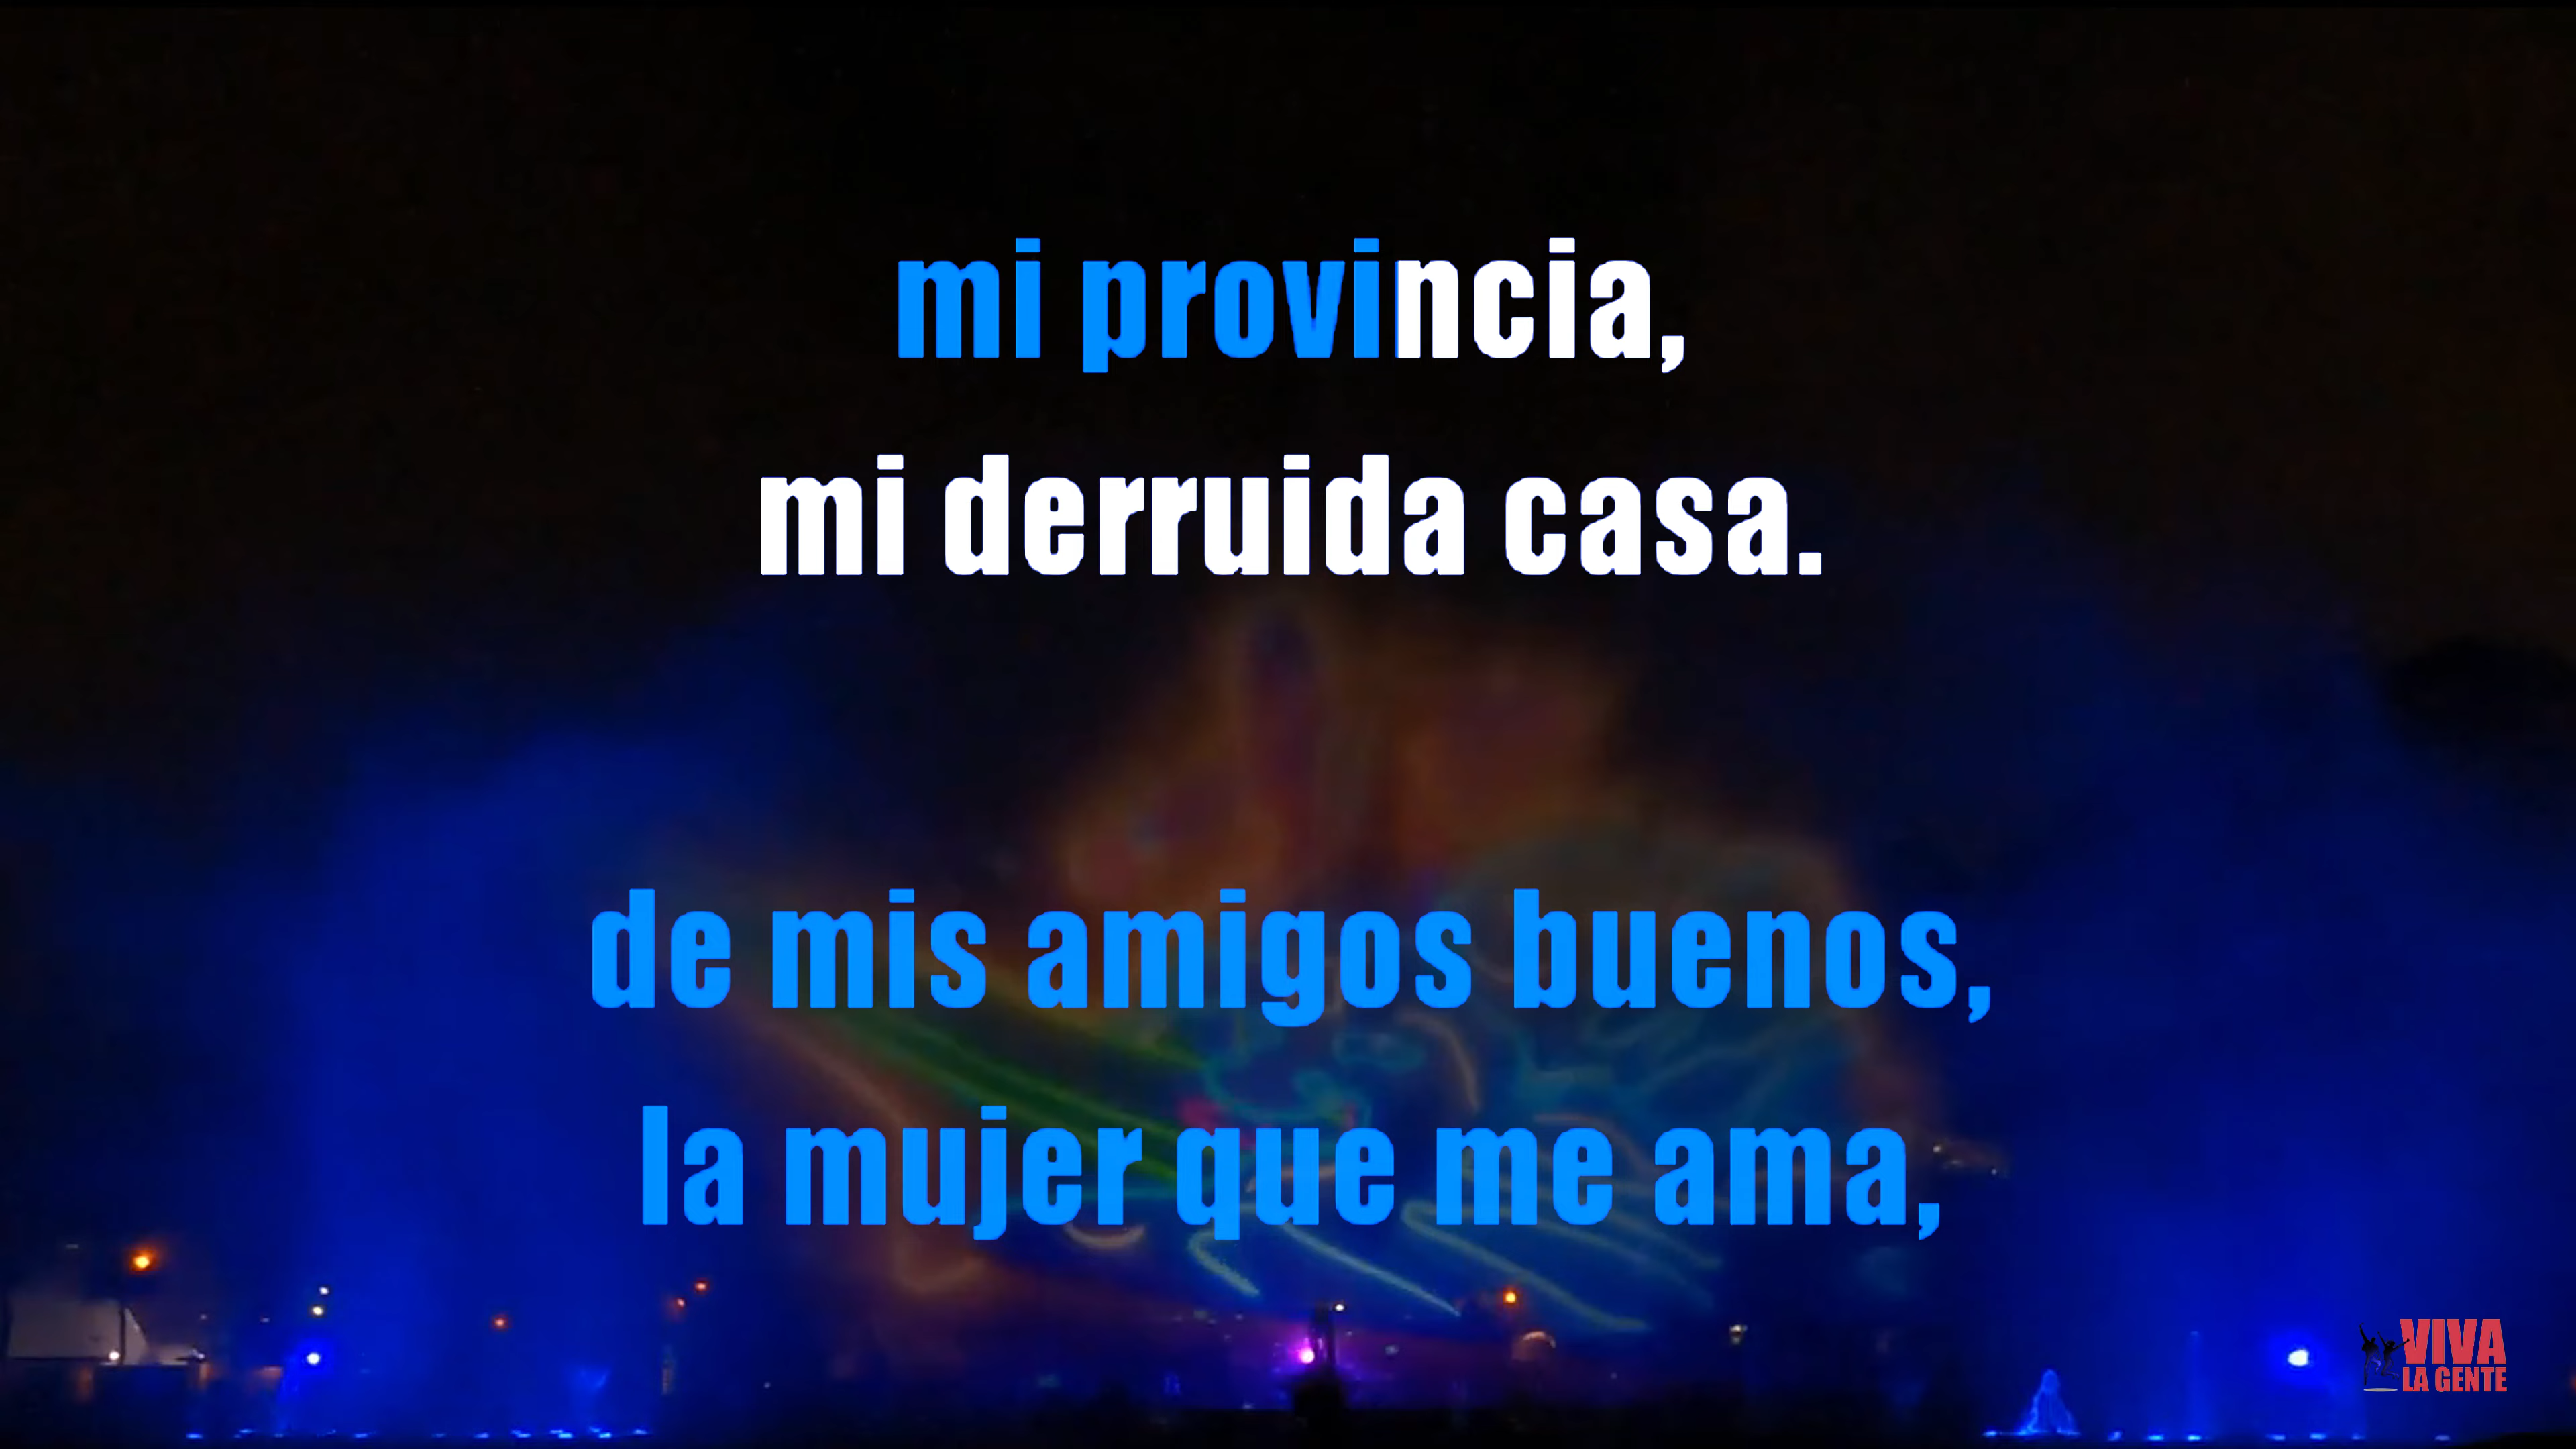 mi provincia,
mi derruida casa.
de mis amigos buenos,
la mujer que me ama,
VIVA
LA GENTE